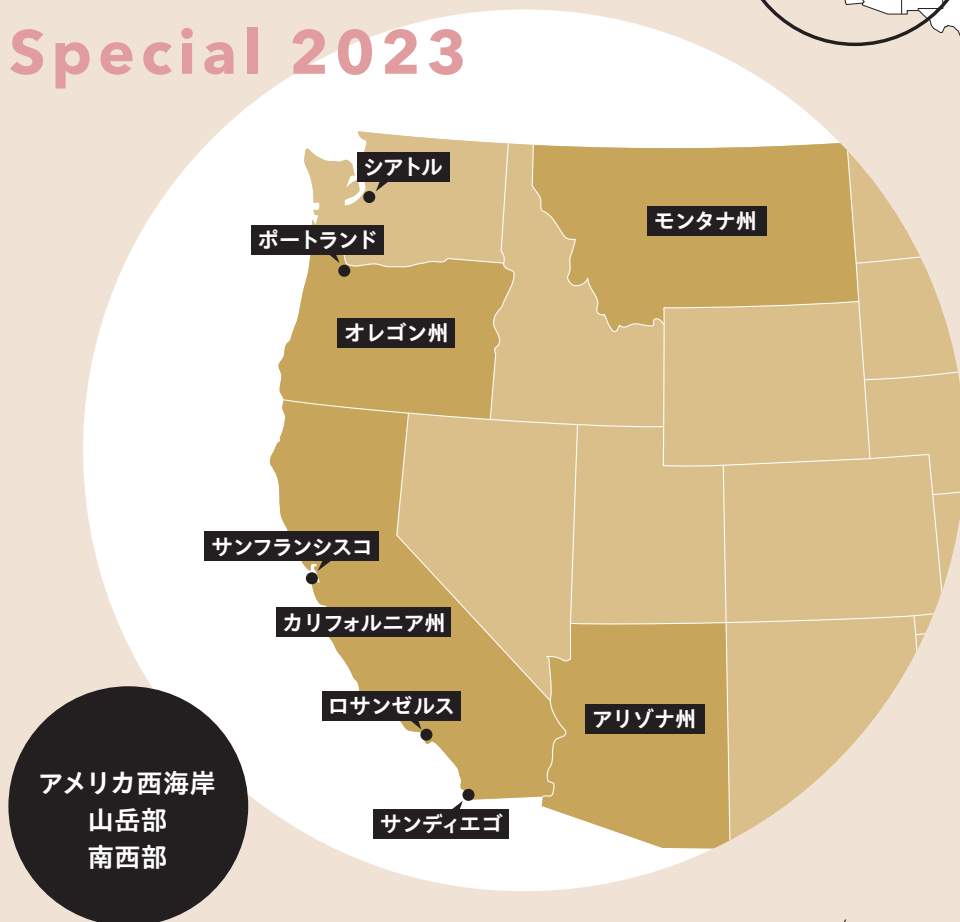 Special 2023
シアトル
モンタナ州
ポートランド
オレゴン州
サンフランシスコ
カリフォルニア州
ロサンゼルス
アリゾナ州
サンディエゴ
アメリカ西海岸
山岳部
南西部